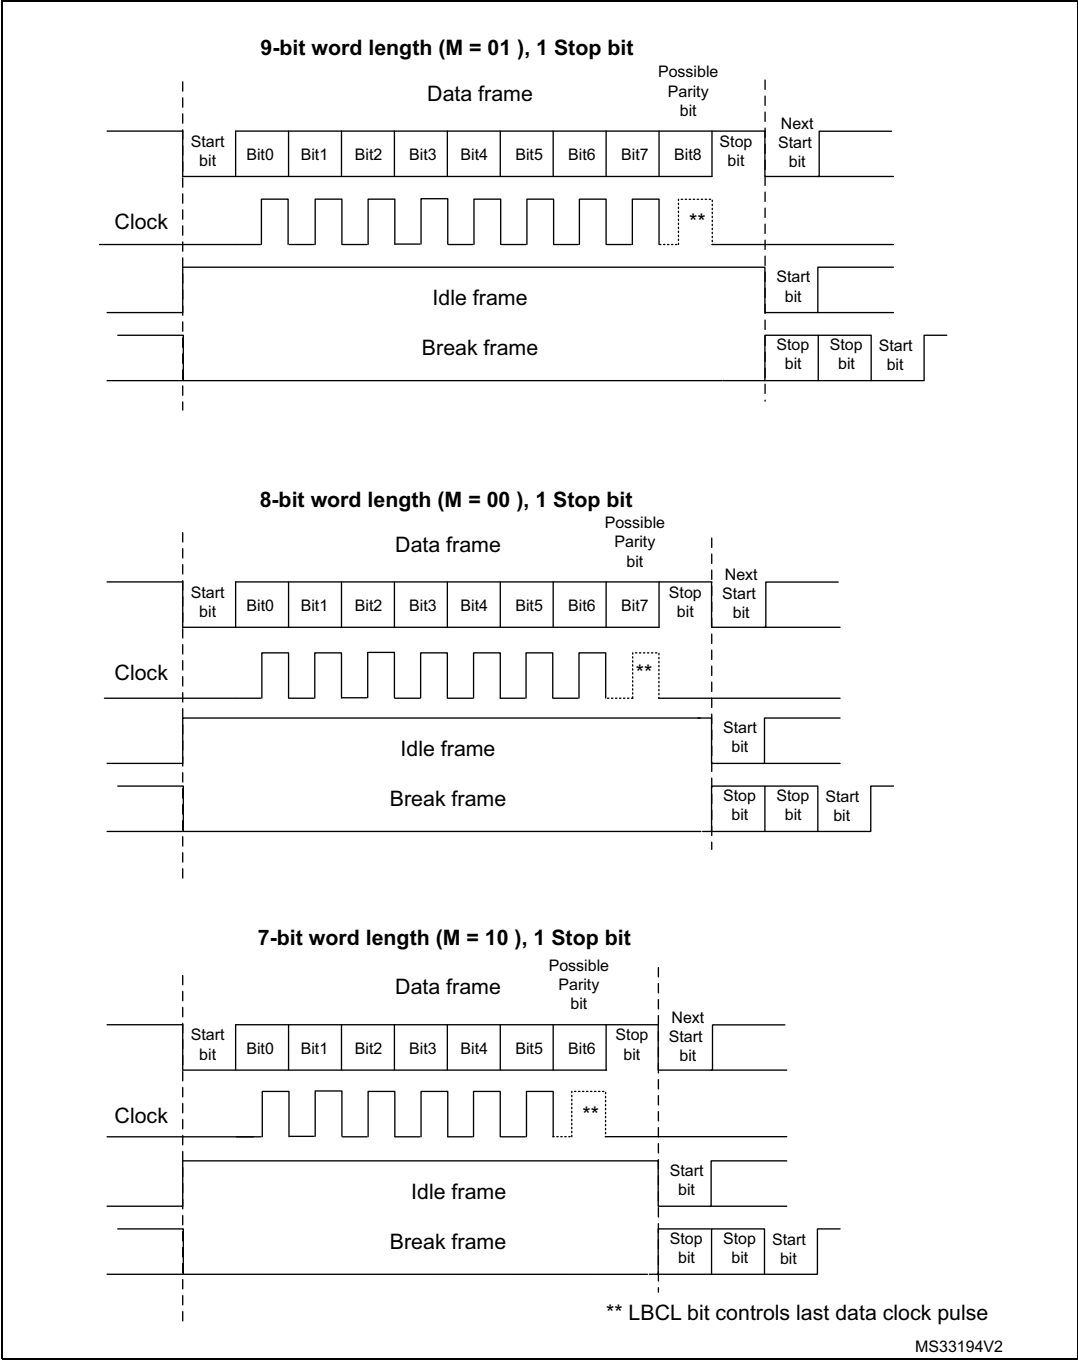 9-bit word length (M = 01 ), 1 Stop bit
Data frame
Possible
Parity
bit
Start
bit
Bit0
Bit1
Bit2
Bit3
Bit4
Bit5
Bit6
Bit7
Bit8
Stop
bit
Next
Start
bit
Clock
**
Idle frame
Start
bit
Break frame
Stop
bit
Stop
bit
Start
bit
8-bit word length (M = 00 ), 1 Stop bit
Data frame
Possible
Parity
bit
Start
bit
Bit0
Bit1
Bit2
Bit3
Bit4
Bit5
Bit6
Bit7
Stop
bit
Next
Start
bit
Clock
**
Idle frame
Start
bit
Break frame
Stop
bit
Stop
bit
Start
bit
7-bit word length (M = 10 ), 1 Stop bit
Data frame
Possible
Parity
bit
Start
bit
Bit0
Bit1
Bit2
Bit3
Bit4
Bit5
Bit6
Stop
bit
Next
Start
bit
Clock
**
Idle frame
Start
bit
Break frame
Stop
bit
Stop
bit
Start
bit
** LBCL bit controls last data clock pulse
MS33194V2